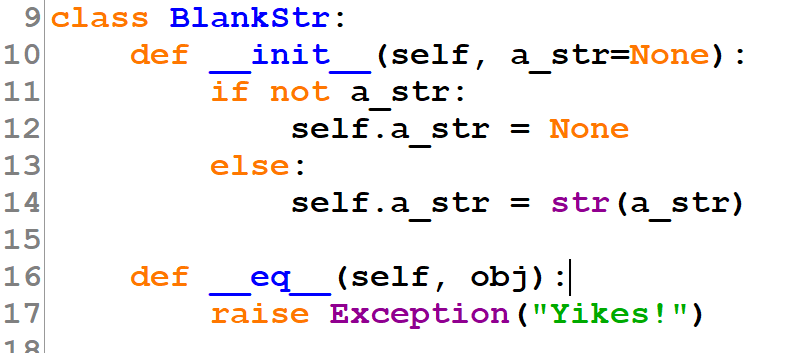 9 class BlankStr:
10     def __init__(self, a_str=None):
11         if not a_str:
12             self.a_str = None
13         else:
14             self.a_str = str(a_str)
15
16     def __eq__(self, obj):
17         raise Exception("Yikes!")
18